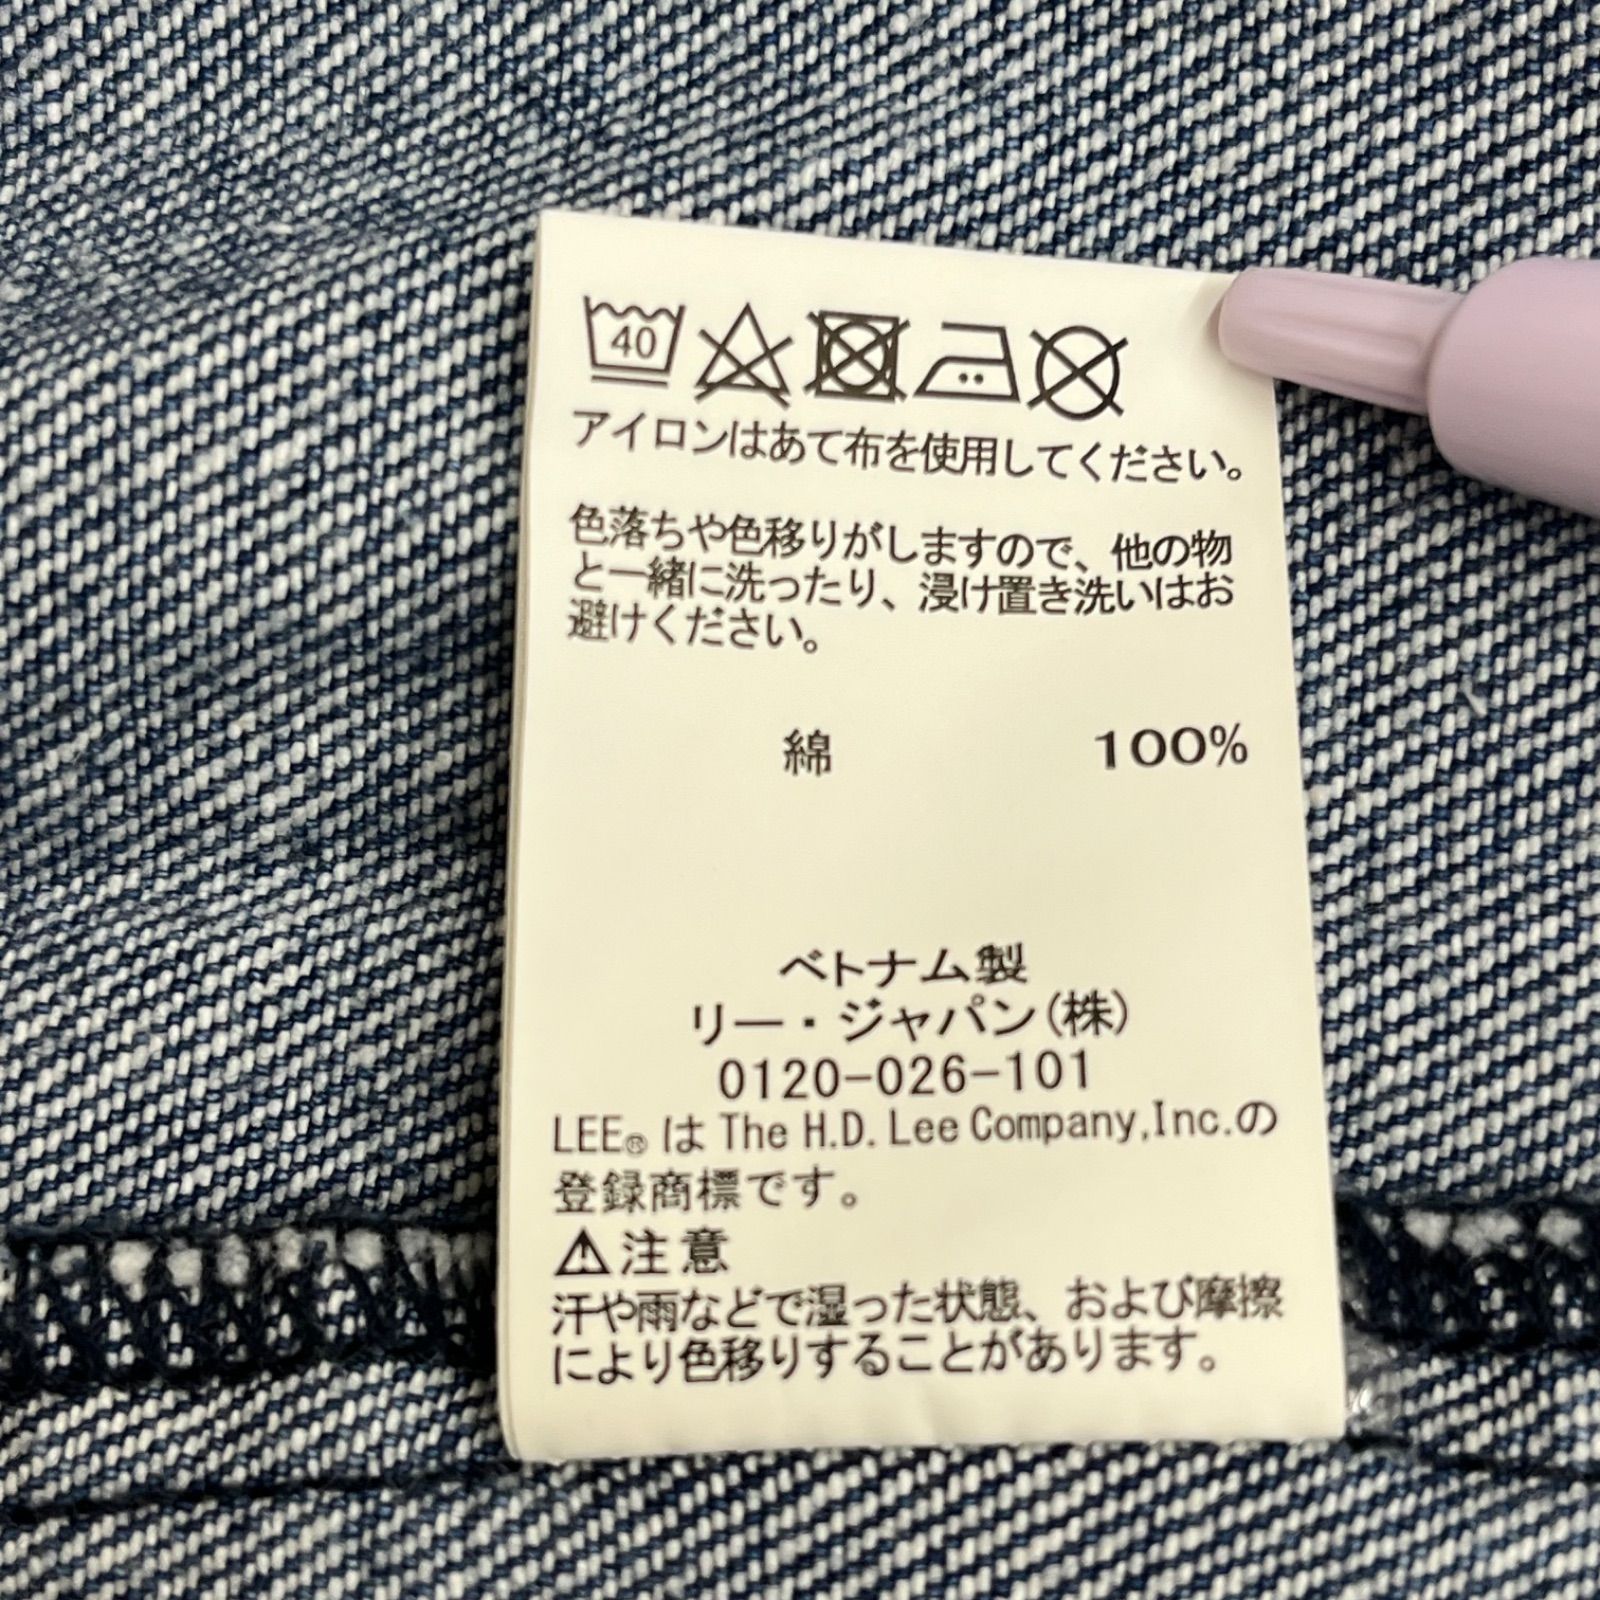 40
アイロンはあて布を使用してください。
色落ちや色移りがしますので、他の物
と一緒に洗ったり、浸け置き洗いはお
避けください。
綿 100%
ベトナム製
リー・ジャパン(株)
0120-026-101
LEE®は The H.D. Lee Company,Inc.の
登録商標です。
⚠注意
汗や雨などで湿った状態、および摩擦
により色移りすることがあります。